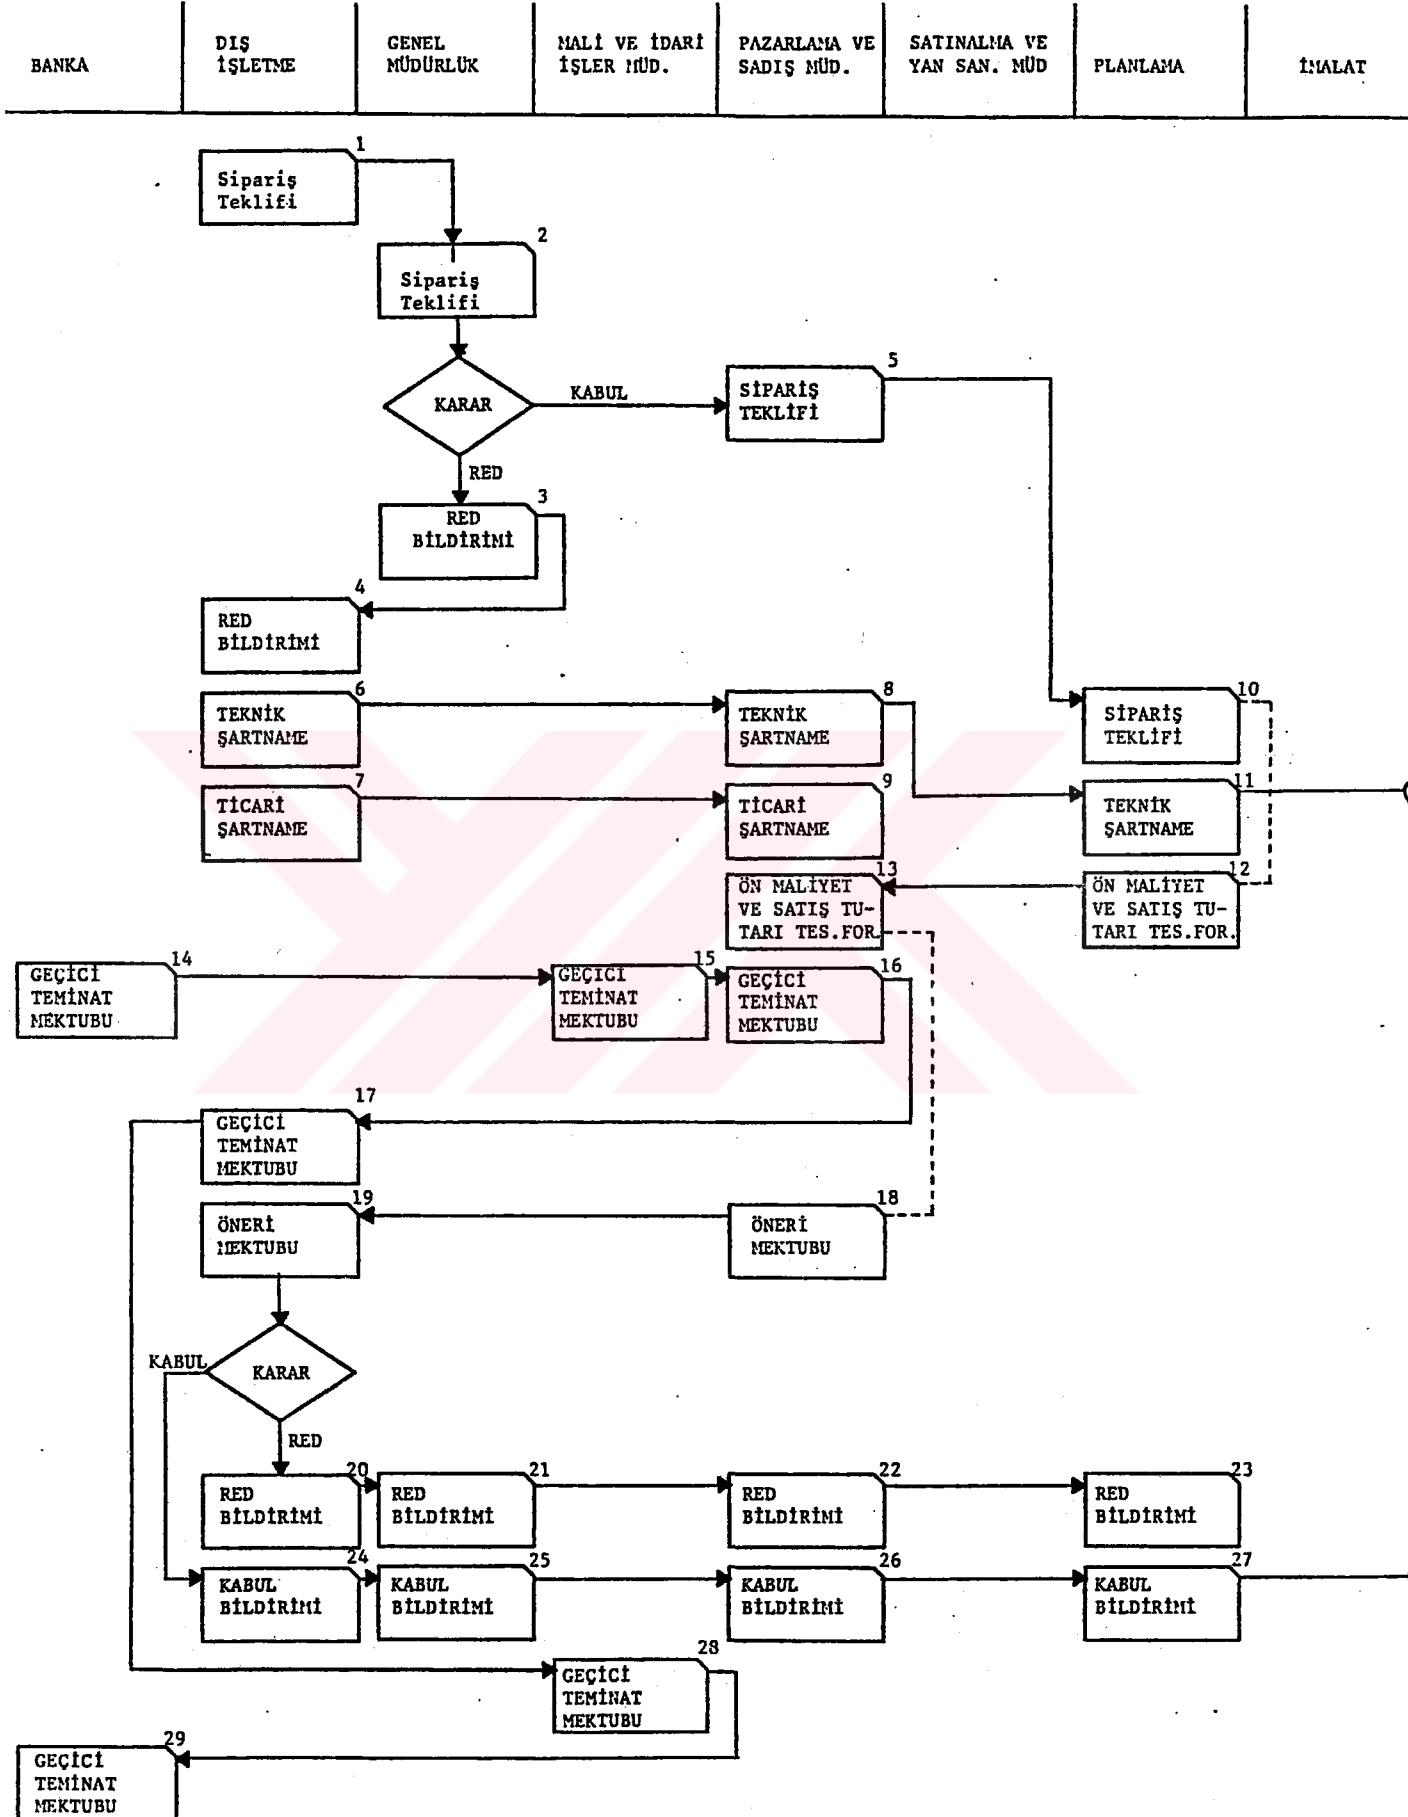 BANKA
DIŞ
İŞLETME
GENEL
MÜDÜRLÜK
MALİ VE İDARİ
İŞLER MÜD.
PAZARLAMA VE
SADIŞ MÜD.
SATINALMA VE
YAN SAN. MÜD
PLANLAMA
İMALAT
1
Sipariş
Teklifi
2
Sipariş
Teklifi
KARAR
KABUL
5
SİPARİŞ
TEKLİFİ
RED
3
RED
BİLDIRIMİ
4
RED
BİLDİRİMİ
6
TEKNİK
ŞARTNAME
8
TEKNİK
ŞARTNAME
10
SİPARİŞ
TEKLİFİ
7
TİCARİ
ŞARTNAME
9
TİCARİ
ŞARTNAME
11
TEKNİK
ŞARTNAME
13
ÖN MALİYET
VE SATIŞ TU-
TARI TES.FOR.
12
ÖN MALİYET
VE SATIŞ TU-
TARI TES.FOR.
14
GEÇİCİ
TEMİNAT
MEKTUBU
15
GEÇICİ
TEMİNAT
MEKTUBU
16
GEÇİCİ
TEMİNAT
MEKTUBU
17
GEÇİCİ
TEMİNAT
MEKTUBU
19
ÖNERİ
MEKTUBU
18
ÖNERİ
MEKTUBU
KABUL
KARAR
RED
20
RED
BİLDİRİMİ
21
RED
BİLDİRİMİ
22
RED
BİLDİRİMİ
23
RED
BİLDİRİMİ
24
KABUL
BİLDİRİMİ
25
KABUL
BİLDİRİMİ
26
KABUL
BİLDİRİMİ
27
KABUL
BİLDİRİMİ
28
GEÇİCİ
TEMİNAT
MEKTUBU
29
GEÇİCİ
TEMİNAT
MEKTUBU